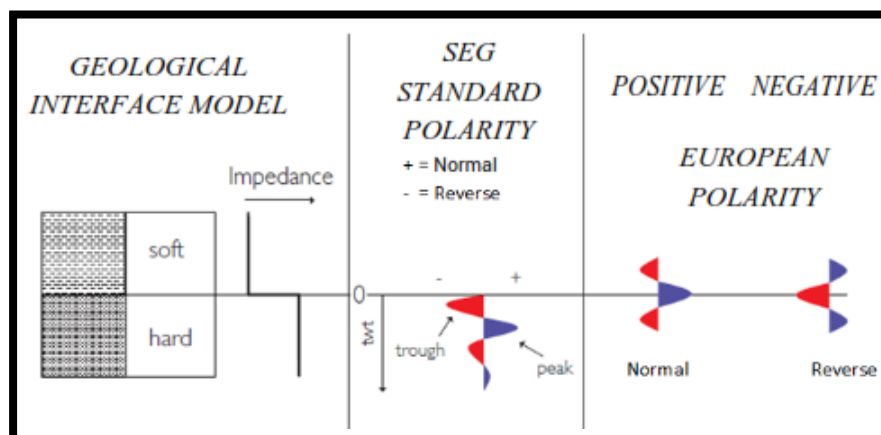 GEOLOGICAL
INTERFACE MODEL
Impedance
soft
hard
SEG
STANDARD
POLARITY
+ = Normal
- = Reverse
- +
0
twt
trough
peak
POSITIVE NEGATIVE
EUROPEAN
POLARITY
Normal Reverse